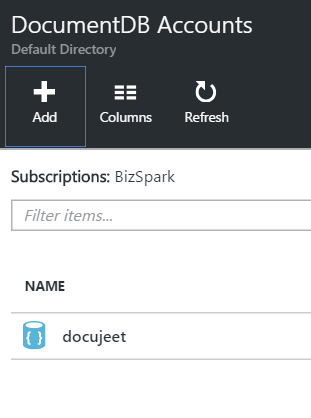 DocumentDB Accounts
Default Directory
Add Columns Refresh
Subscriptions: BizSpark
Filter items...
NAME
{ } docujeet